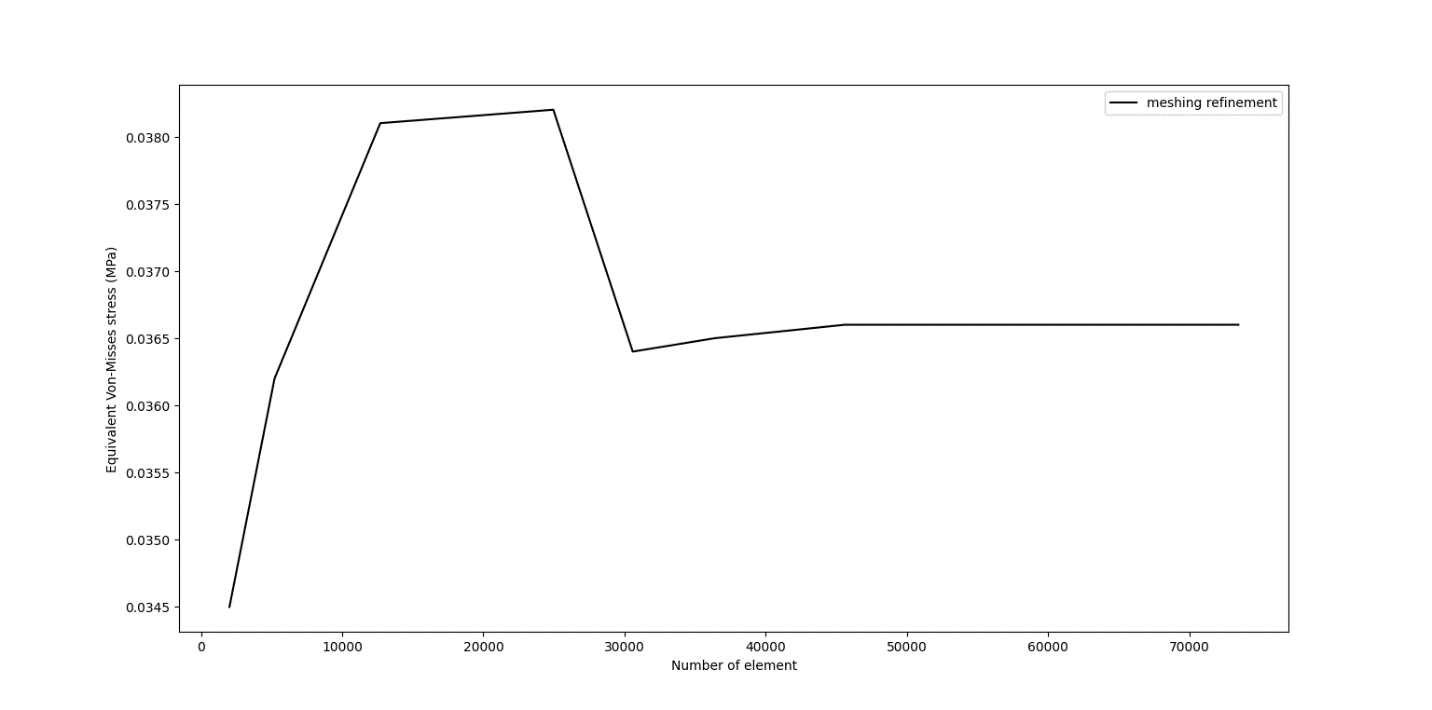 meshing refinement
0.0380
0.0375
0.0370
0.0365
0.0360
0.0355
0.0350
0.0345
Equivalent Von-Misses stress (MPa)
0 10000 20000 30000 40000 50000 60000 70000
Number of element